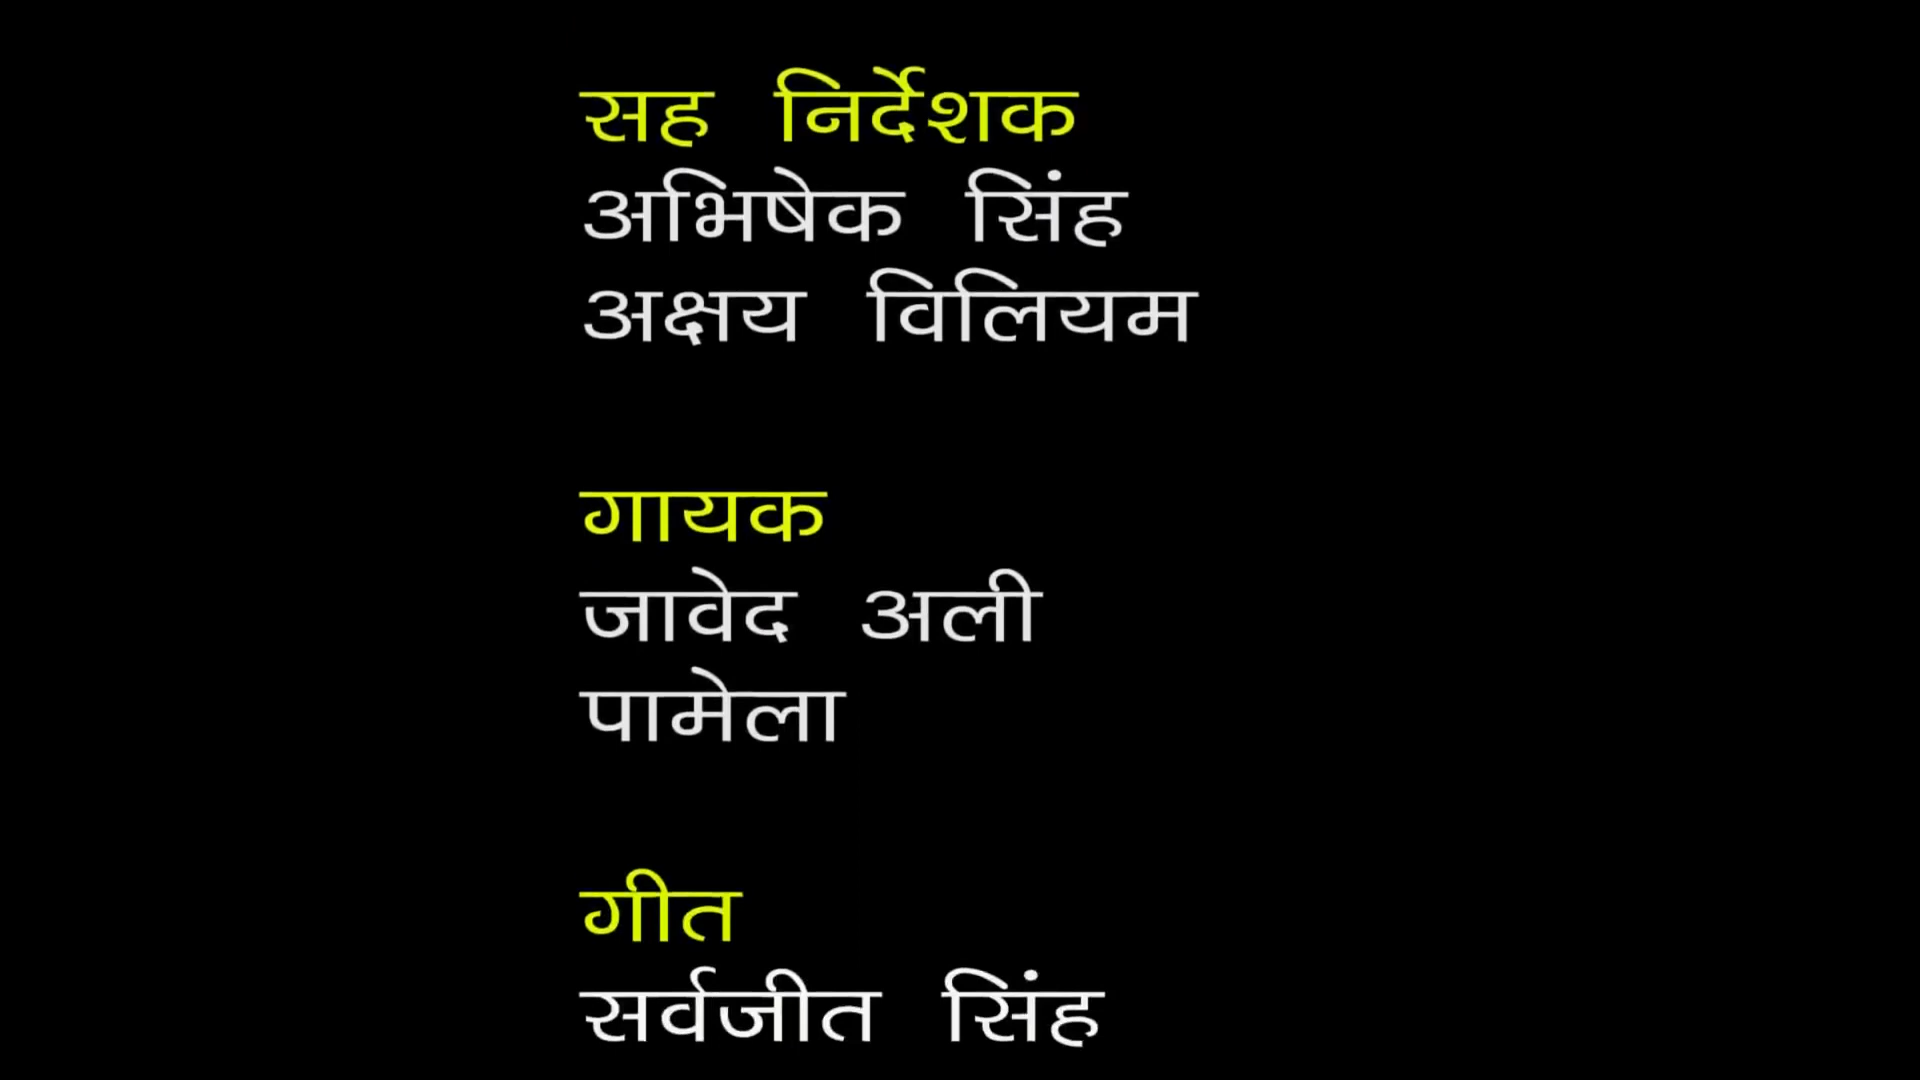 सह निर्देशक
अभिषेक सिंह
अक्षय विलियम
गायक
जावेद अली
पामेला
गीत
सर्वजीत सिंह